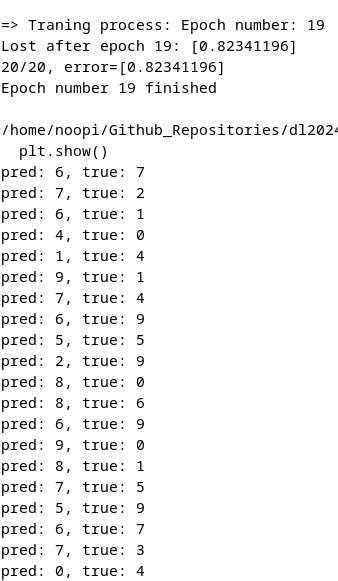 => Traning process: Epoch number: 19
Lost after epoch 19: [0.82341196]
20/20, error=[0.82341196]
Epoch number 19 finished
/home/noopi/Github_Repositories/dl2024
plt.show()
pred: 6, true: 7
pred: 7, true: 2
pred: 6, true: 1
pred: 4, true: 0
pred: 1, true: 4
pred: 9, true: 1
pred: 7, true: 4
pred: 6, true: 9
pred: 5, true: 5
pred: 2, true: 9
pred: 8, true: 0
pred: 8, true: 6
pred: 6, true: 9
pred: 9, true: 0
pred: 8, true: 1
pred: 7, true: 5
pred: 5, true: 9
pred: 6, true: 7
pred: 7, true: 3
pred: 0, true: 4